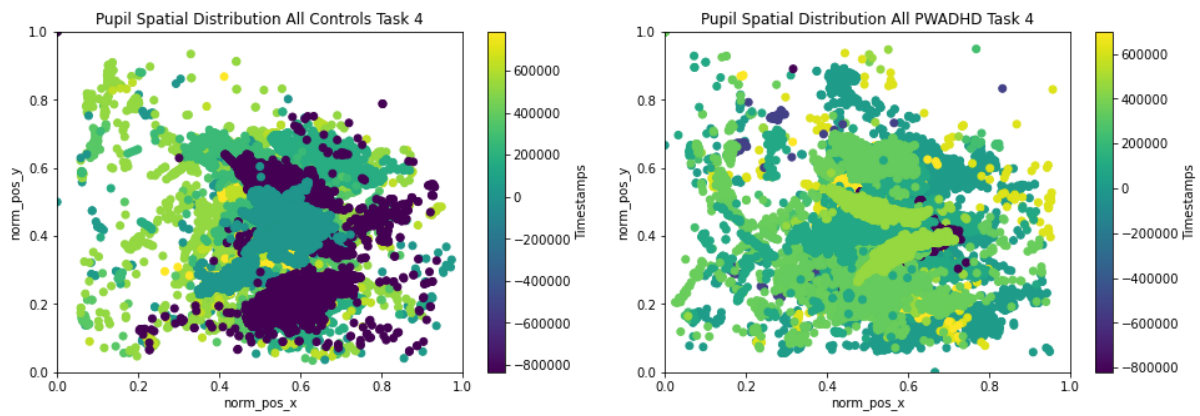 Pupil Spatial Distribution All Controls Task 4
1.0
0.8
0.6
0.4
0.2
0.0
norm_pos_y
0.0 0.2 0.4 0.6 0.8 1.0
norm_pos_x
600000
400000
200000
0
−200000
−400000
−600000
−800000
Timestamps
Pupil Spatial Distribution All PWADHD Task 4
1.0
0.8
0.6
0.4
0.2
0.0
norm_pos_y
0.0 0.2 0.4 0.6 0.8 1.0
norm_pos_x
600000
400000
200000
0
−200000
−400000
−600000
−800000
Timestamps